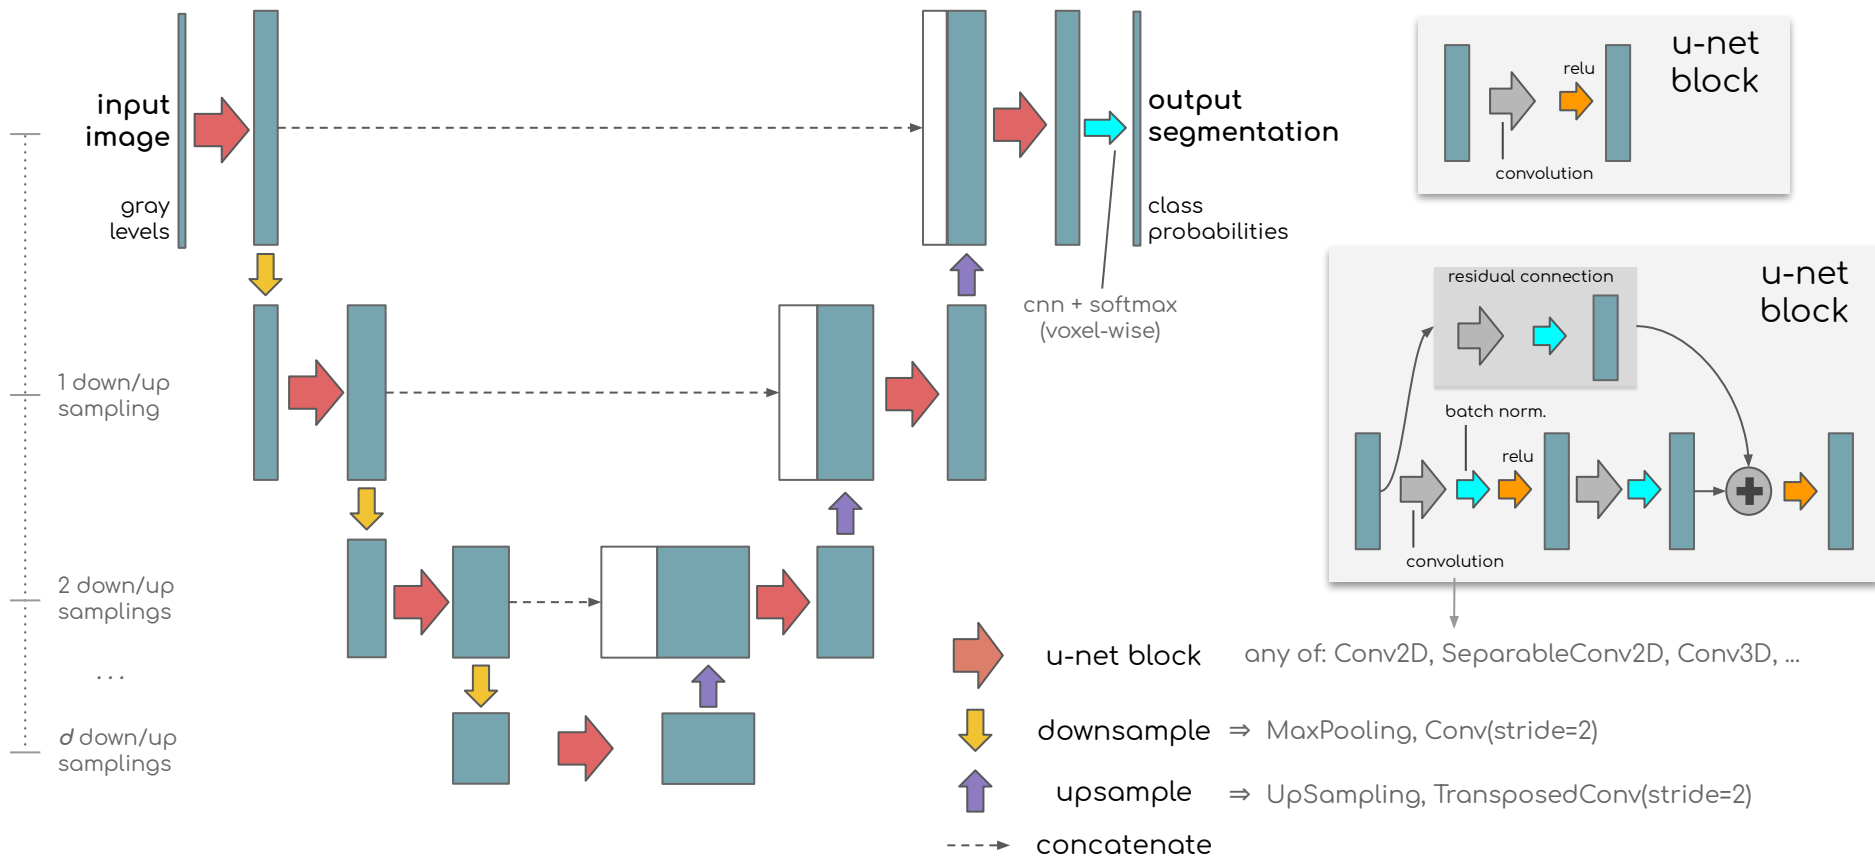 input
image
gray
levels
output
segmentation
class
probabilities
cnn + softmax
(voxel-wise)
1 down/up
sampling
2 down/up
samplings
...
d down/up
samplings
u-net
block
relu
convolution
u-net
block
residual connection
batch norm.
relu
convolution
u-net block
any of: Conv2D, SeparableConv2D, Conv3D, ...
downsample ⇒ MaxPooling, Conv(stride=2)
upsample ⇒ UpSampling, TransposedConv(stride=2)
concatenate